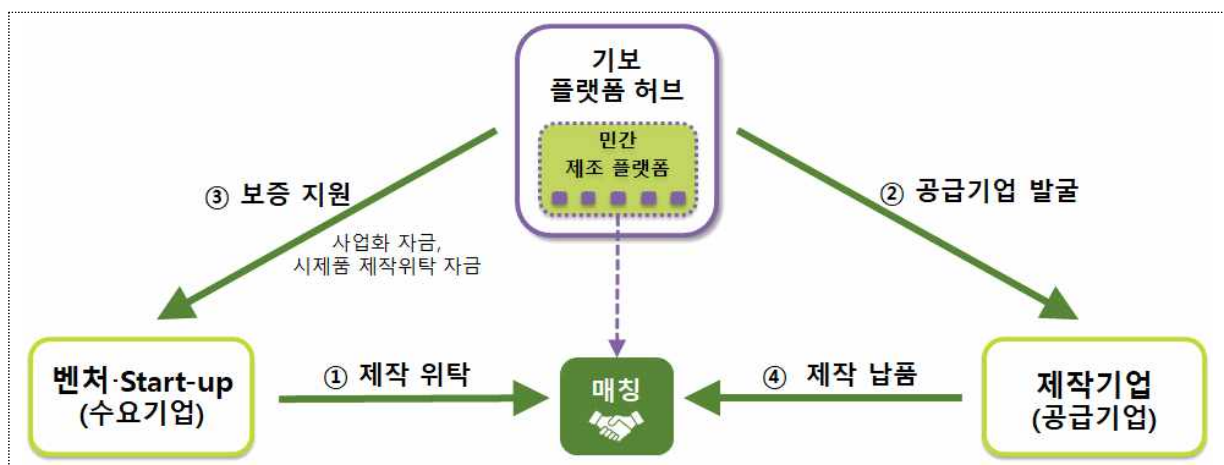 기보
플랫폼 허브
민간
제조 플랫폼
③ 보증 지원
사업화 자금,
시제품 제작위탁 자금
② 공급기업 발굴
벤처·Start-up
(수요기업)
① 제작 위탁
매칭
④ 제작 납품
제작기업
(공급기업)